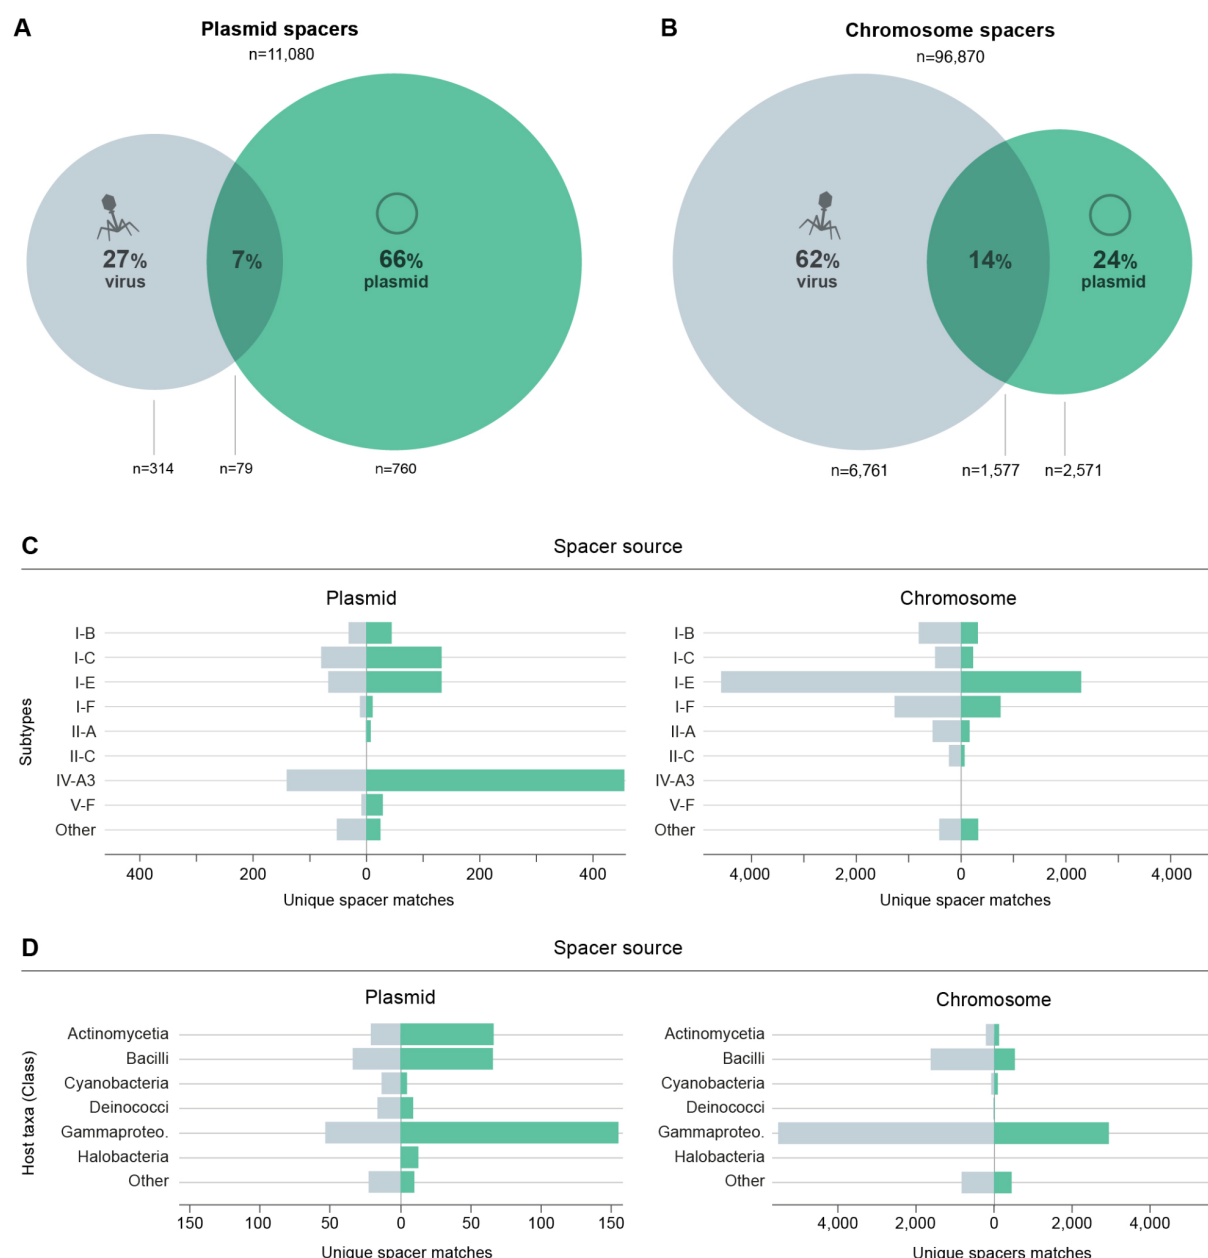 A
Plasmid spacers
n=11,080
27%
virus
7%
66%
plasmid
n=314
n=79
n=760
B
Chromosome spacers
n=96,870
62%
virus
14%
24%
plasmid
n=6,761
n=1,577
n=2,571
C
Spacer source
Plasmid
Subtypes
I-B
I-C
I-E
I-F
II-A
II-C
IV-A3
V-F
Other
400 200 0 200 400
Unique spacer matches
Chromosome
I-B
I-C
I-E
I-F
II-A
II-C
IV-A3
V-F
Other
4,000 2,000 0 2,000 4,000
Unique spacer matches
D
Spacer source
Plasmid
Host taxa (Class)
Actinomycetia
Bacilli
Cyanobacteria
Deinococci
Gammaproteo.
Halobacteria
Other
150 100 50 0 50 100 150
Unique spacer matches
Chromosome
Actinomycetia
Bacilli
Cyanobacteria
Deinococci
Gammaproteo.
Halobacteria
Other
4,000 2,000 0 2,000 4,000
Unique spacers matches